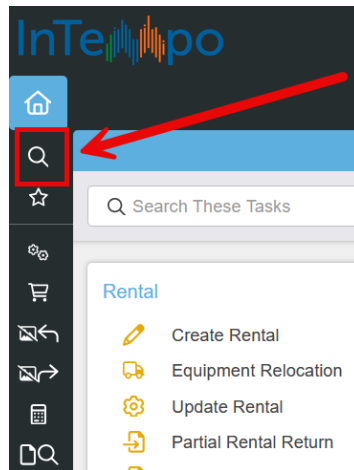 InTempo
Search These Tasks
Rental
Create Rental
Equipment Relocation
Update Rental
Partial Rental Return